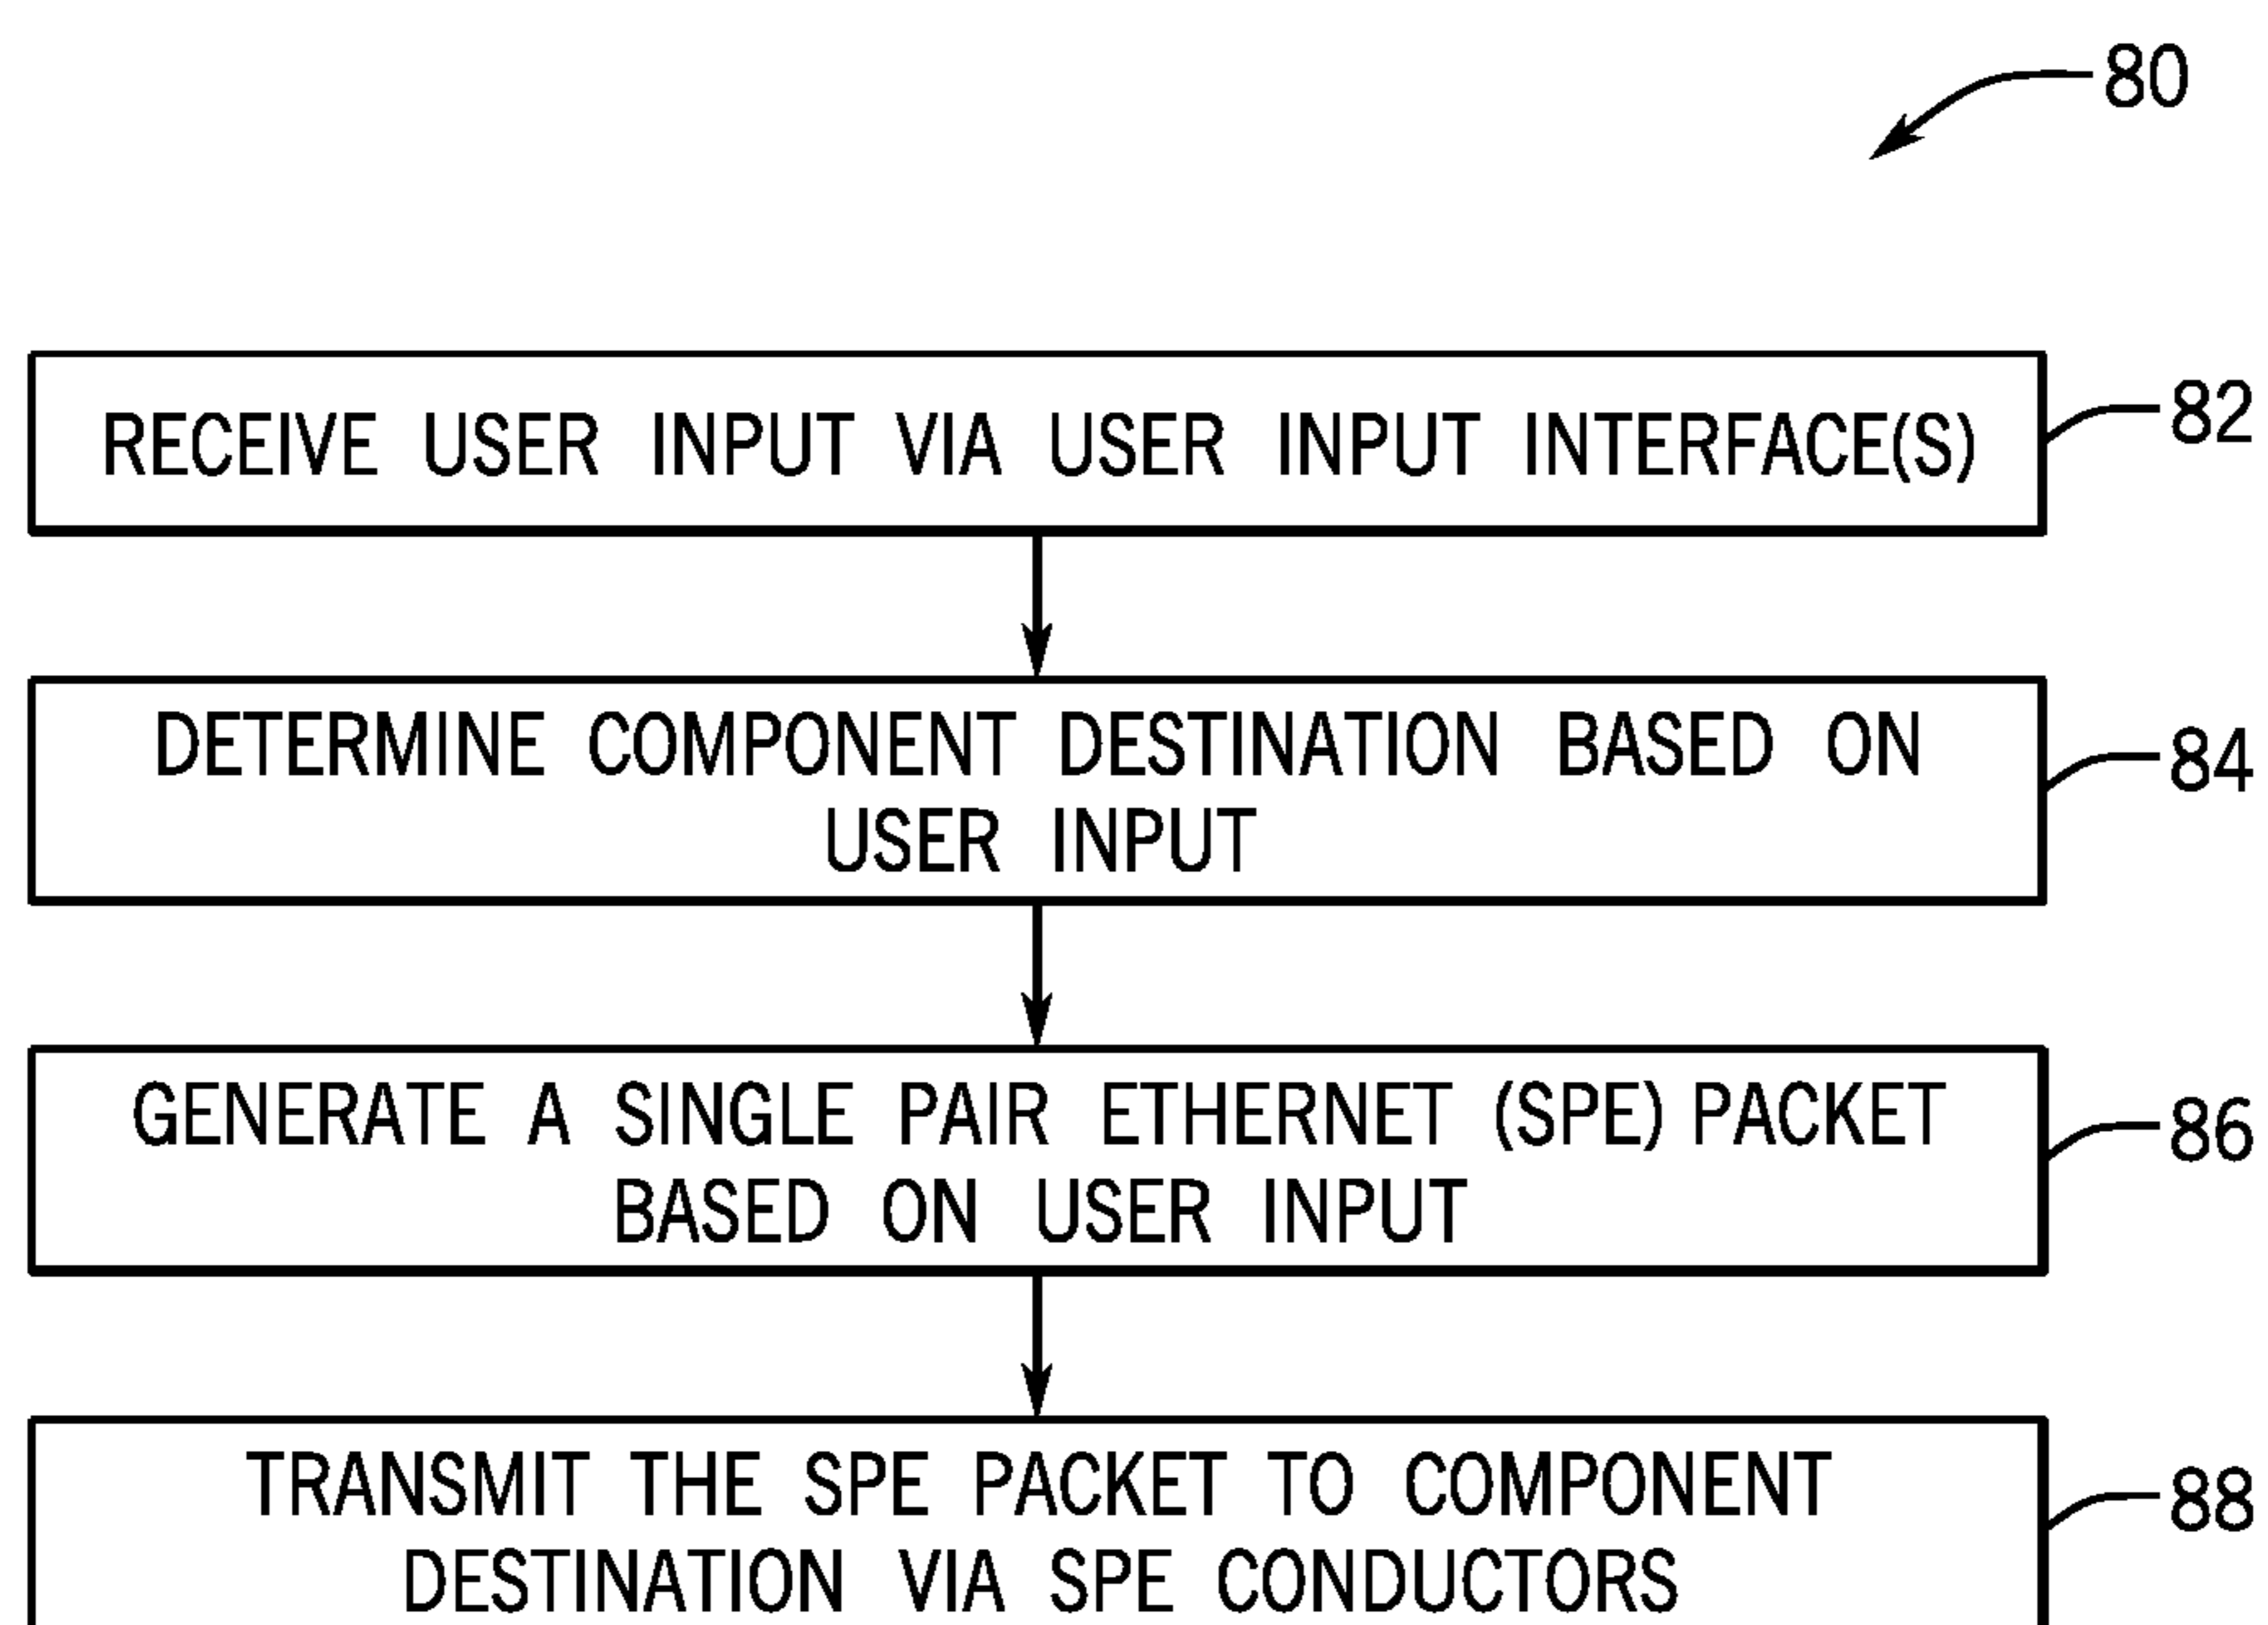 80
RECEIVE USER INPUT VIA USER INPUT INTERFACE(S)
82
DETERMINE COMPONENT DESTINATION BASED ON
USER INPUT
84
GENERATE A SINGLE PAIR ETHERNET (SPE) PACKET
BASED ON USER INPUT
86
TRANSMIT THE SPE PACKET TO COMPONENT
DESTINATION VIA SPE CONDUCTORS
88